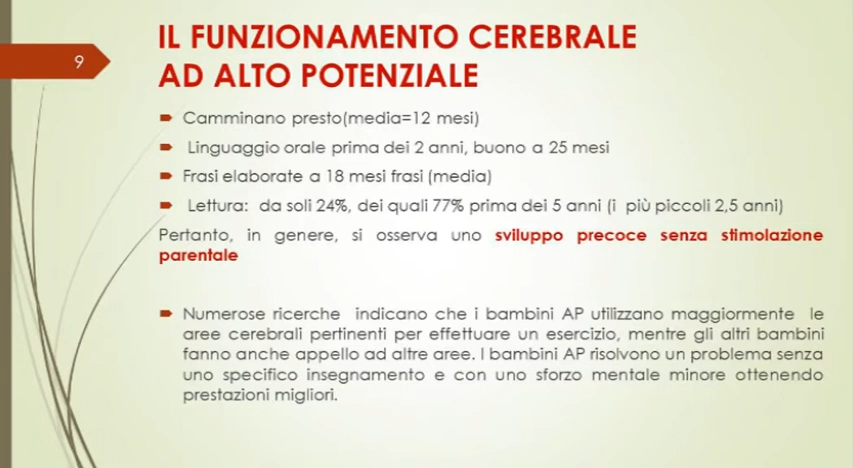 9
IL FUNZIONAMENTO CEREBRALE
AD ALTO POTENZIALE
Camminano presto(media=12 mesi)
Linguaggio orale prima dei 2 anni, buono a 25 mesi
Frasi elaborate a 18 mesi frasi (media)
Lettura: da soli 24%, dei quali 77% prima dei 5 anni (i più piccoli 2,5 anni)
Pertanto, in genere, si osserva uno sviluppo precoce senza stimolazione
parentale
Numerose ricerche indicano che i bambini AP utilizzano maggiormente le
aree cerebrali pertinenti per effettuare un esercizio, mentre gli altri bambini
fanno anche appello ad altre aree. I bambini AP risolvono un problema senza
uno specifico insegnamento e con uno sforzo mentale minore ottenendo
prestazioni migliori.